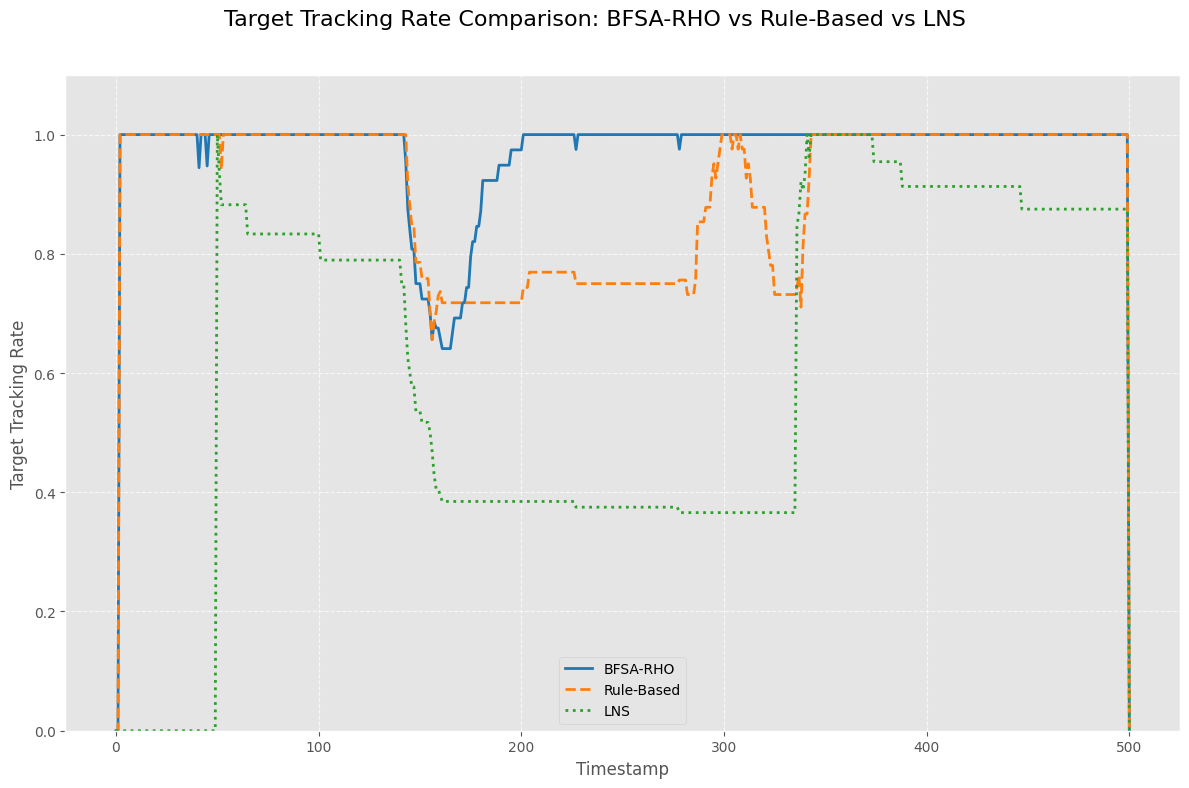 Target Tracking Rate Comparison: BFSA-RHO vs Rule-Based vs LNS
Target Tracking Rate
1.0
0.8
0.6
0.4
0.2
0.0
BFSA-RHO
Rule-Based
LNS
0
100
200
300
400
500
Timestamp